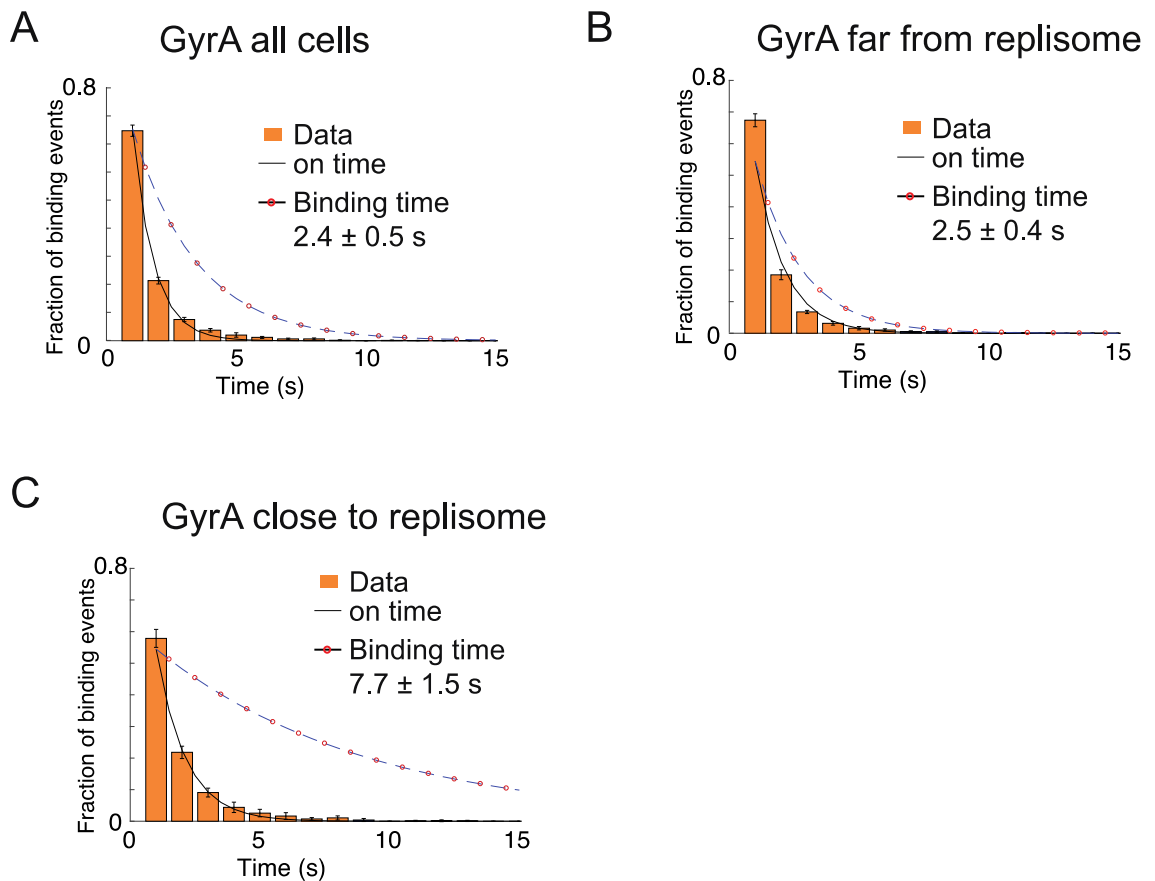 A
GyrA all cells
0.8
Fraction of binding events
0
Data
on time
Binding time
2.4 ± 0.5 s
0
5
10
15
Time (s)
B
GyrA far from replisome
0.8
Fraction of binding events
0
Data
on time
Binding time
2.5 ± 0.4 s
0
5
10
15
Time (s)
C
GyrA close to replisome
0.8
Fraction of binding events
0
Data
on time
Binding time
7.7 ± 1.5 s
0
5
10
15
Time (s)